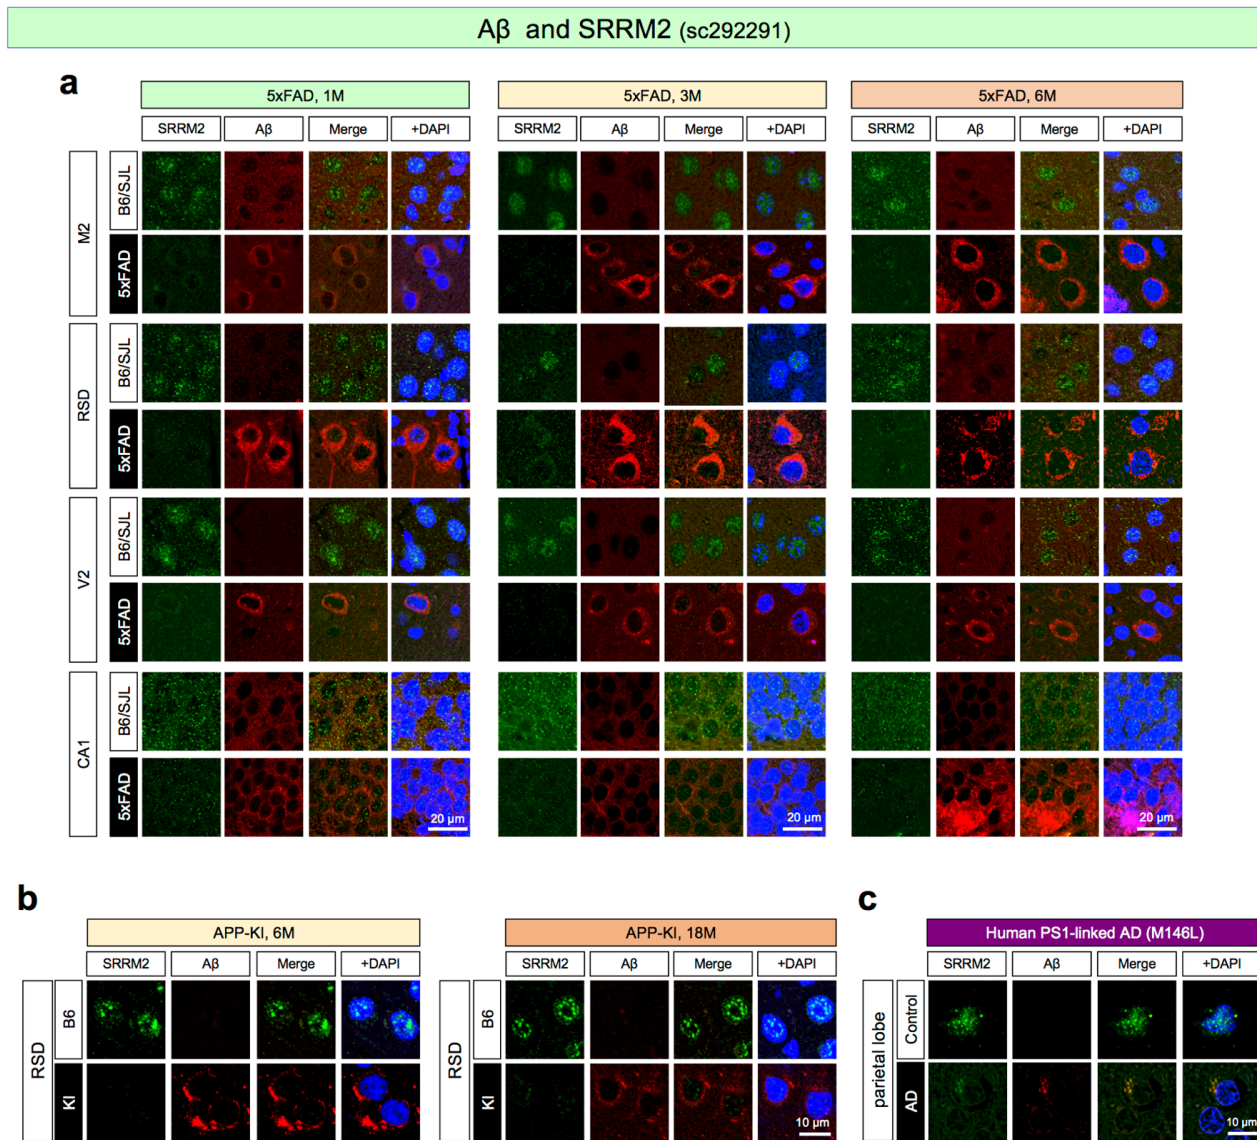 Aβ and SRRM2 (sc292291)
a
5xFAD, 1M
5xFAD, 3M
5xFAD, 6M
SRRM2 Aβ Merge +DAPI
SRRM2 Aβ Merge +DAPI
SRRM2 Aβ Merge +DAPI
M2
B6/SJL
5xFAD
RSD
B6/SJL
5xFAD
V2
B6/SJL
5xFAD
CA1
B6/SJL
5xFAD
20 µm
20 µm
20 µm
b
APP-KI, 6M
SRRM2 Aβ Merge +DAPI
RSD
B6
KI
APP-KI, 18M
SRRM2 Aβ Merge +DAPI
RSD
B6
KI
10 µm
c
Human PS1-linked AD (M146L)
SRRM2 Aβ Merge +DAPI
parietal lobe
Control
AD
10 µm